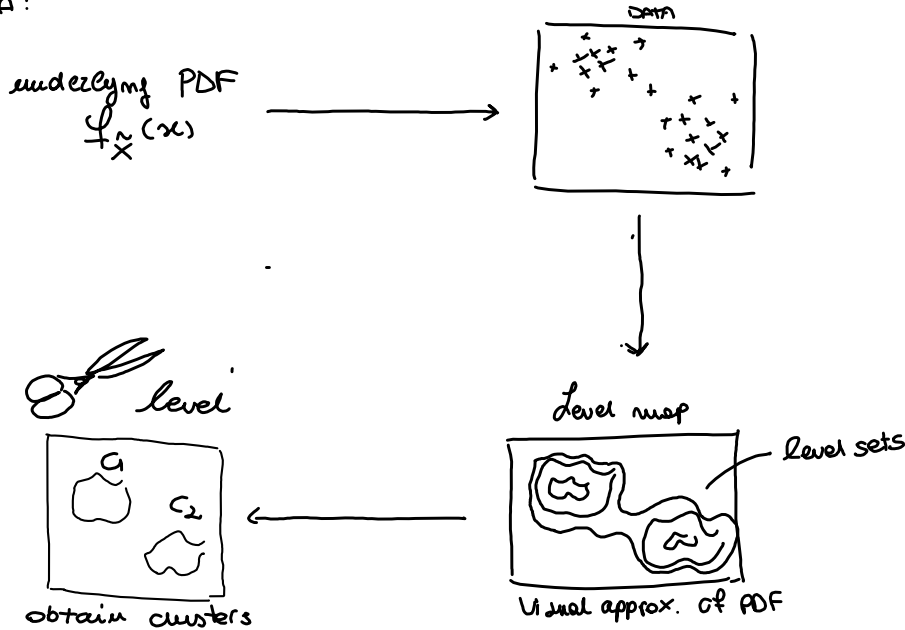 DATA
underlying PDF
f_X̰(x)
level
Level map
level sets
C1
C2
obtain clusters
Visual approx. of PDF